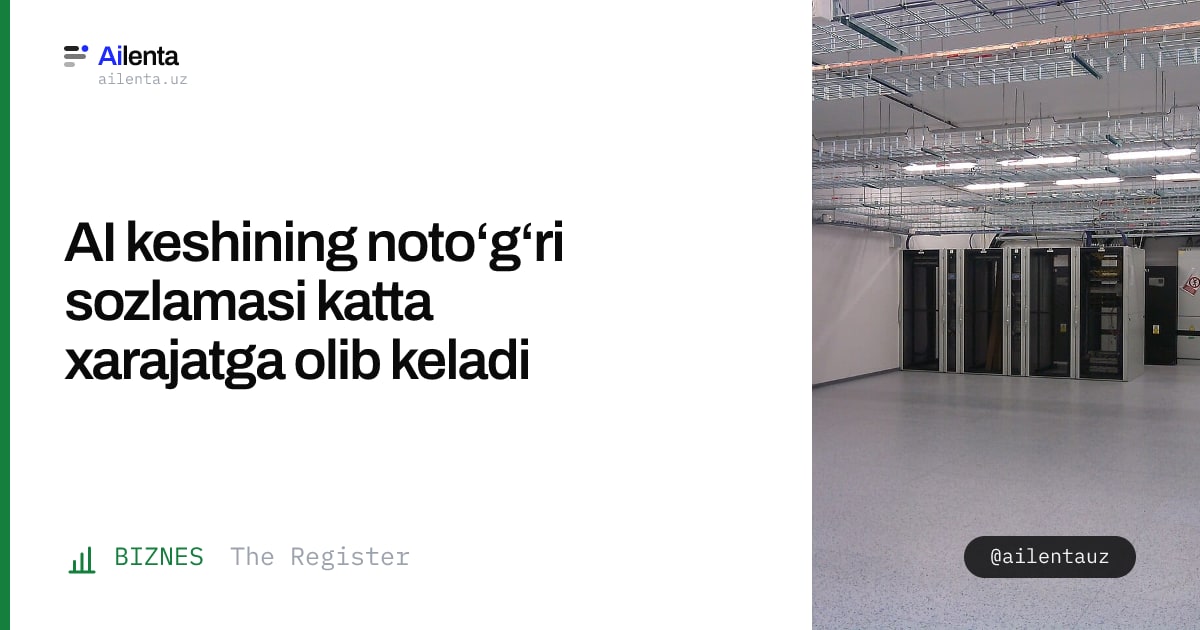 Ailenta
ailenta.uz
AI keshining noto‘g‘ri
sozlamasi katta
xarajatga olib keladi
BIZNES The Register
@ailentauz